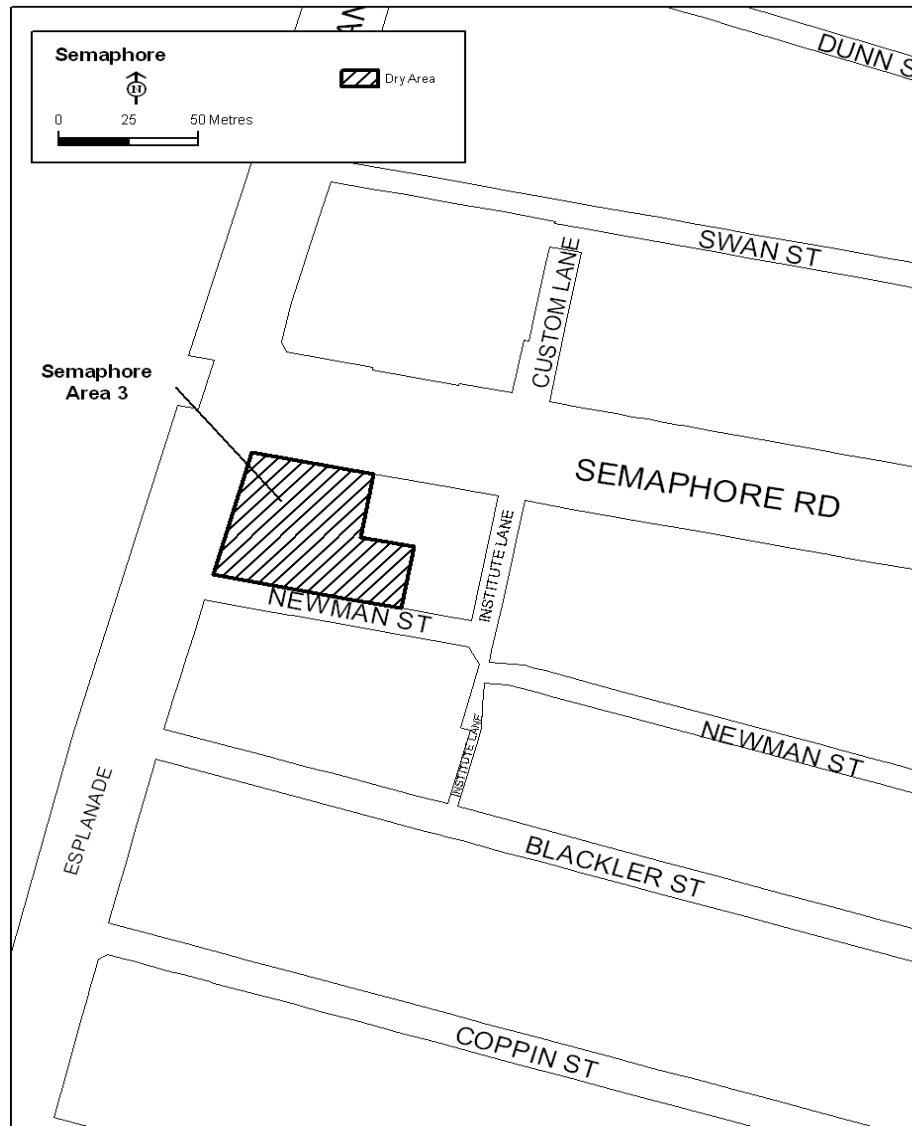 Semaphore
N
Dry Area
0 25 50 Metres
DUNN S
SWAN ST
CUSTOM LANE
Semaphore
Area 3
SEMAPHORE RD
INSTITUTE LANE
NEWMAN ST
NEWMAN ST
INSTITUTE LANE
ESPLANADE
BLACKLER ST
COPPIN ST